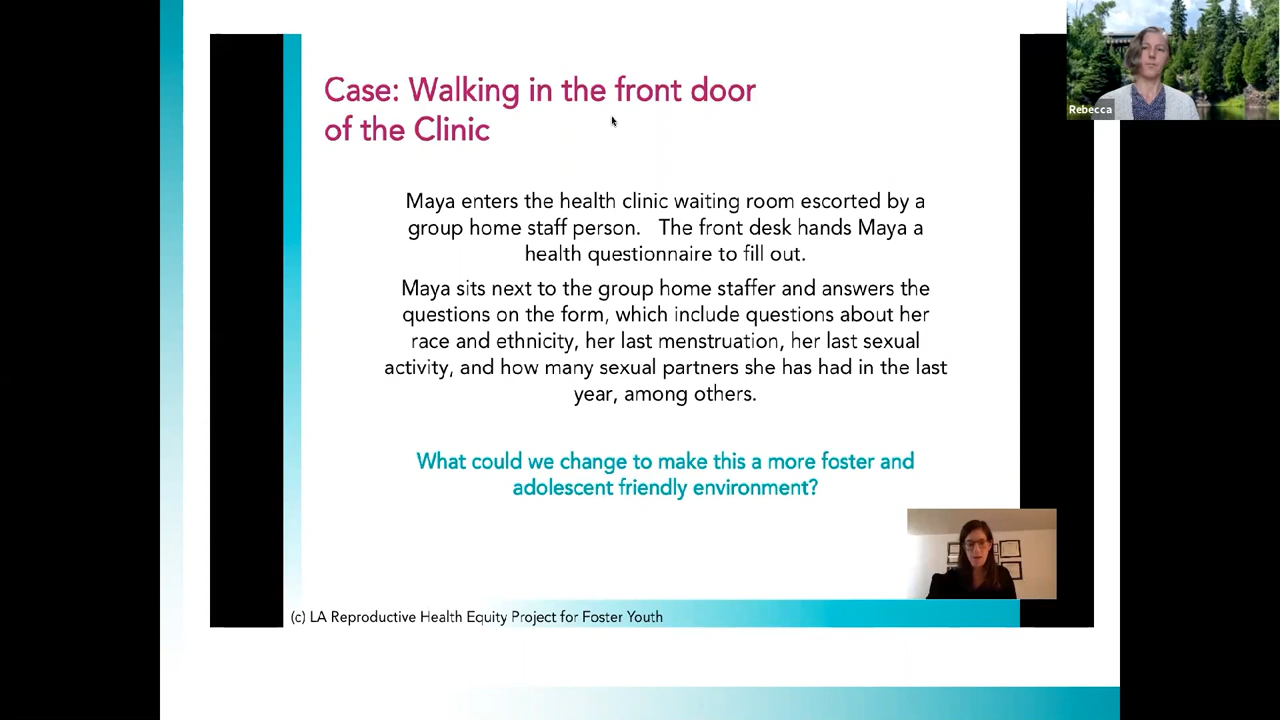 Case: Walking in the front door
of the Clinic
Rebecca
Maya enters the health clinic waiting room escorted by a
group home staff person. The front desk hands Maya a
health questionnaire to fill out.
Maya sits next to the group home staffer and answers the
questions on the form, which include questions about her
race and ethnicity, her last menstruation, her last sexual
activity, and how many sexual partners she has had in the last
year, among others.
What could we change to make this a more foster and
adolescent friendly environment?
(c) LA Reproductive Health Equity Project for Foster Youth